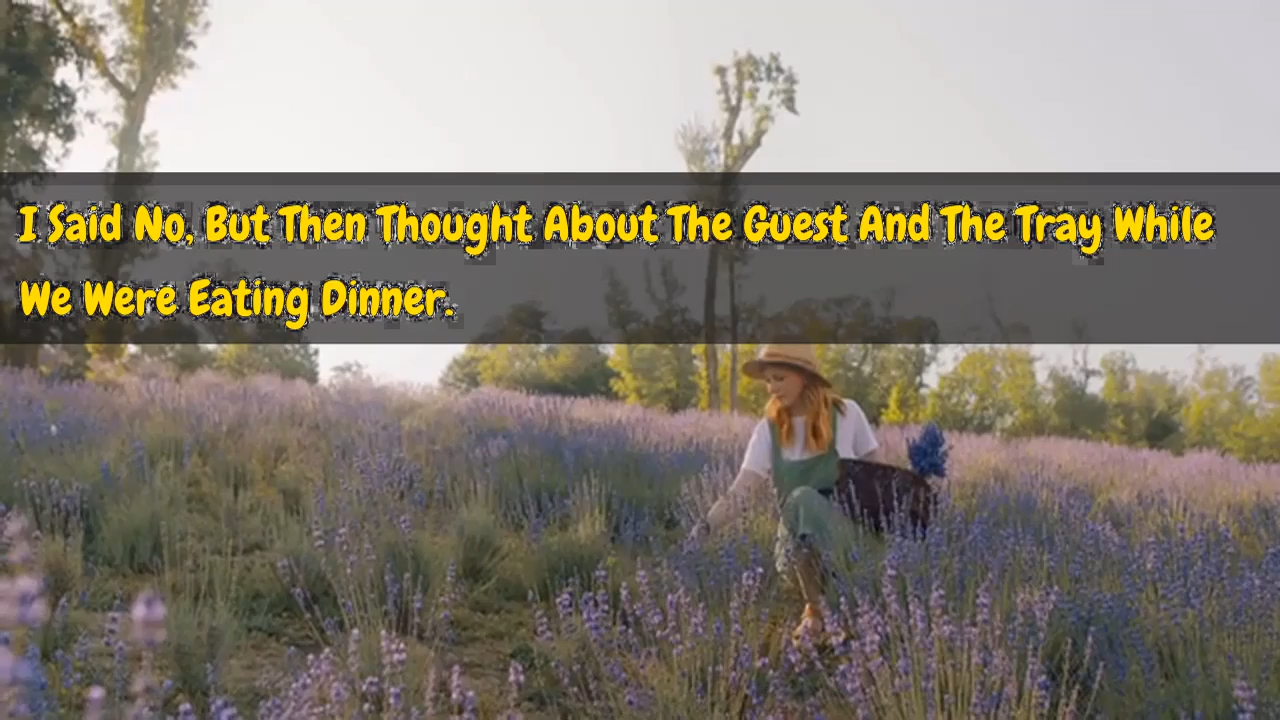 I Said No, But Then Thought About The Guest And The Tray While
We Were Eating Dinner.